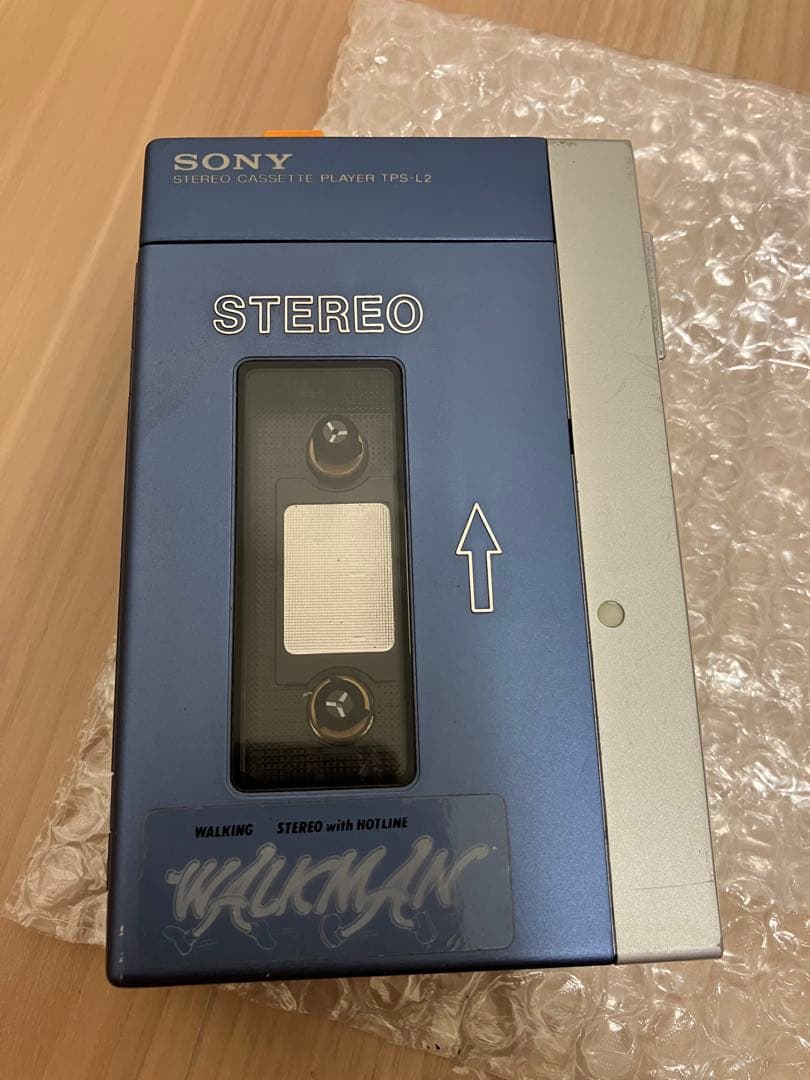 SONY
STEREO CASSETTE PLAYER TPS-L2
STEREO
WALKING STEREO with HOTLINE
WALKMAN